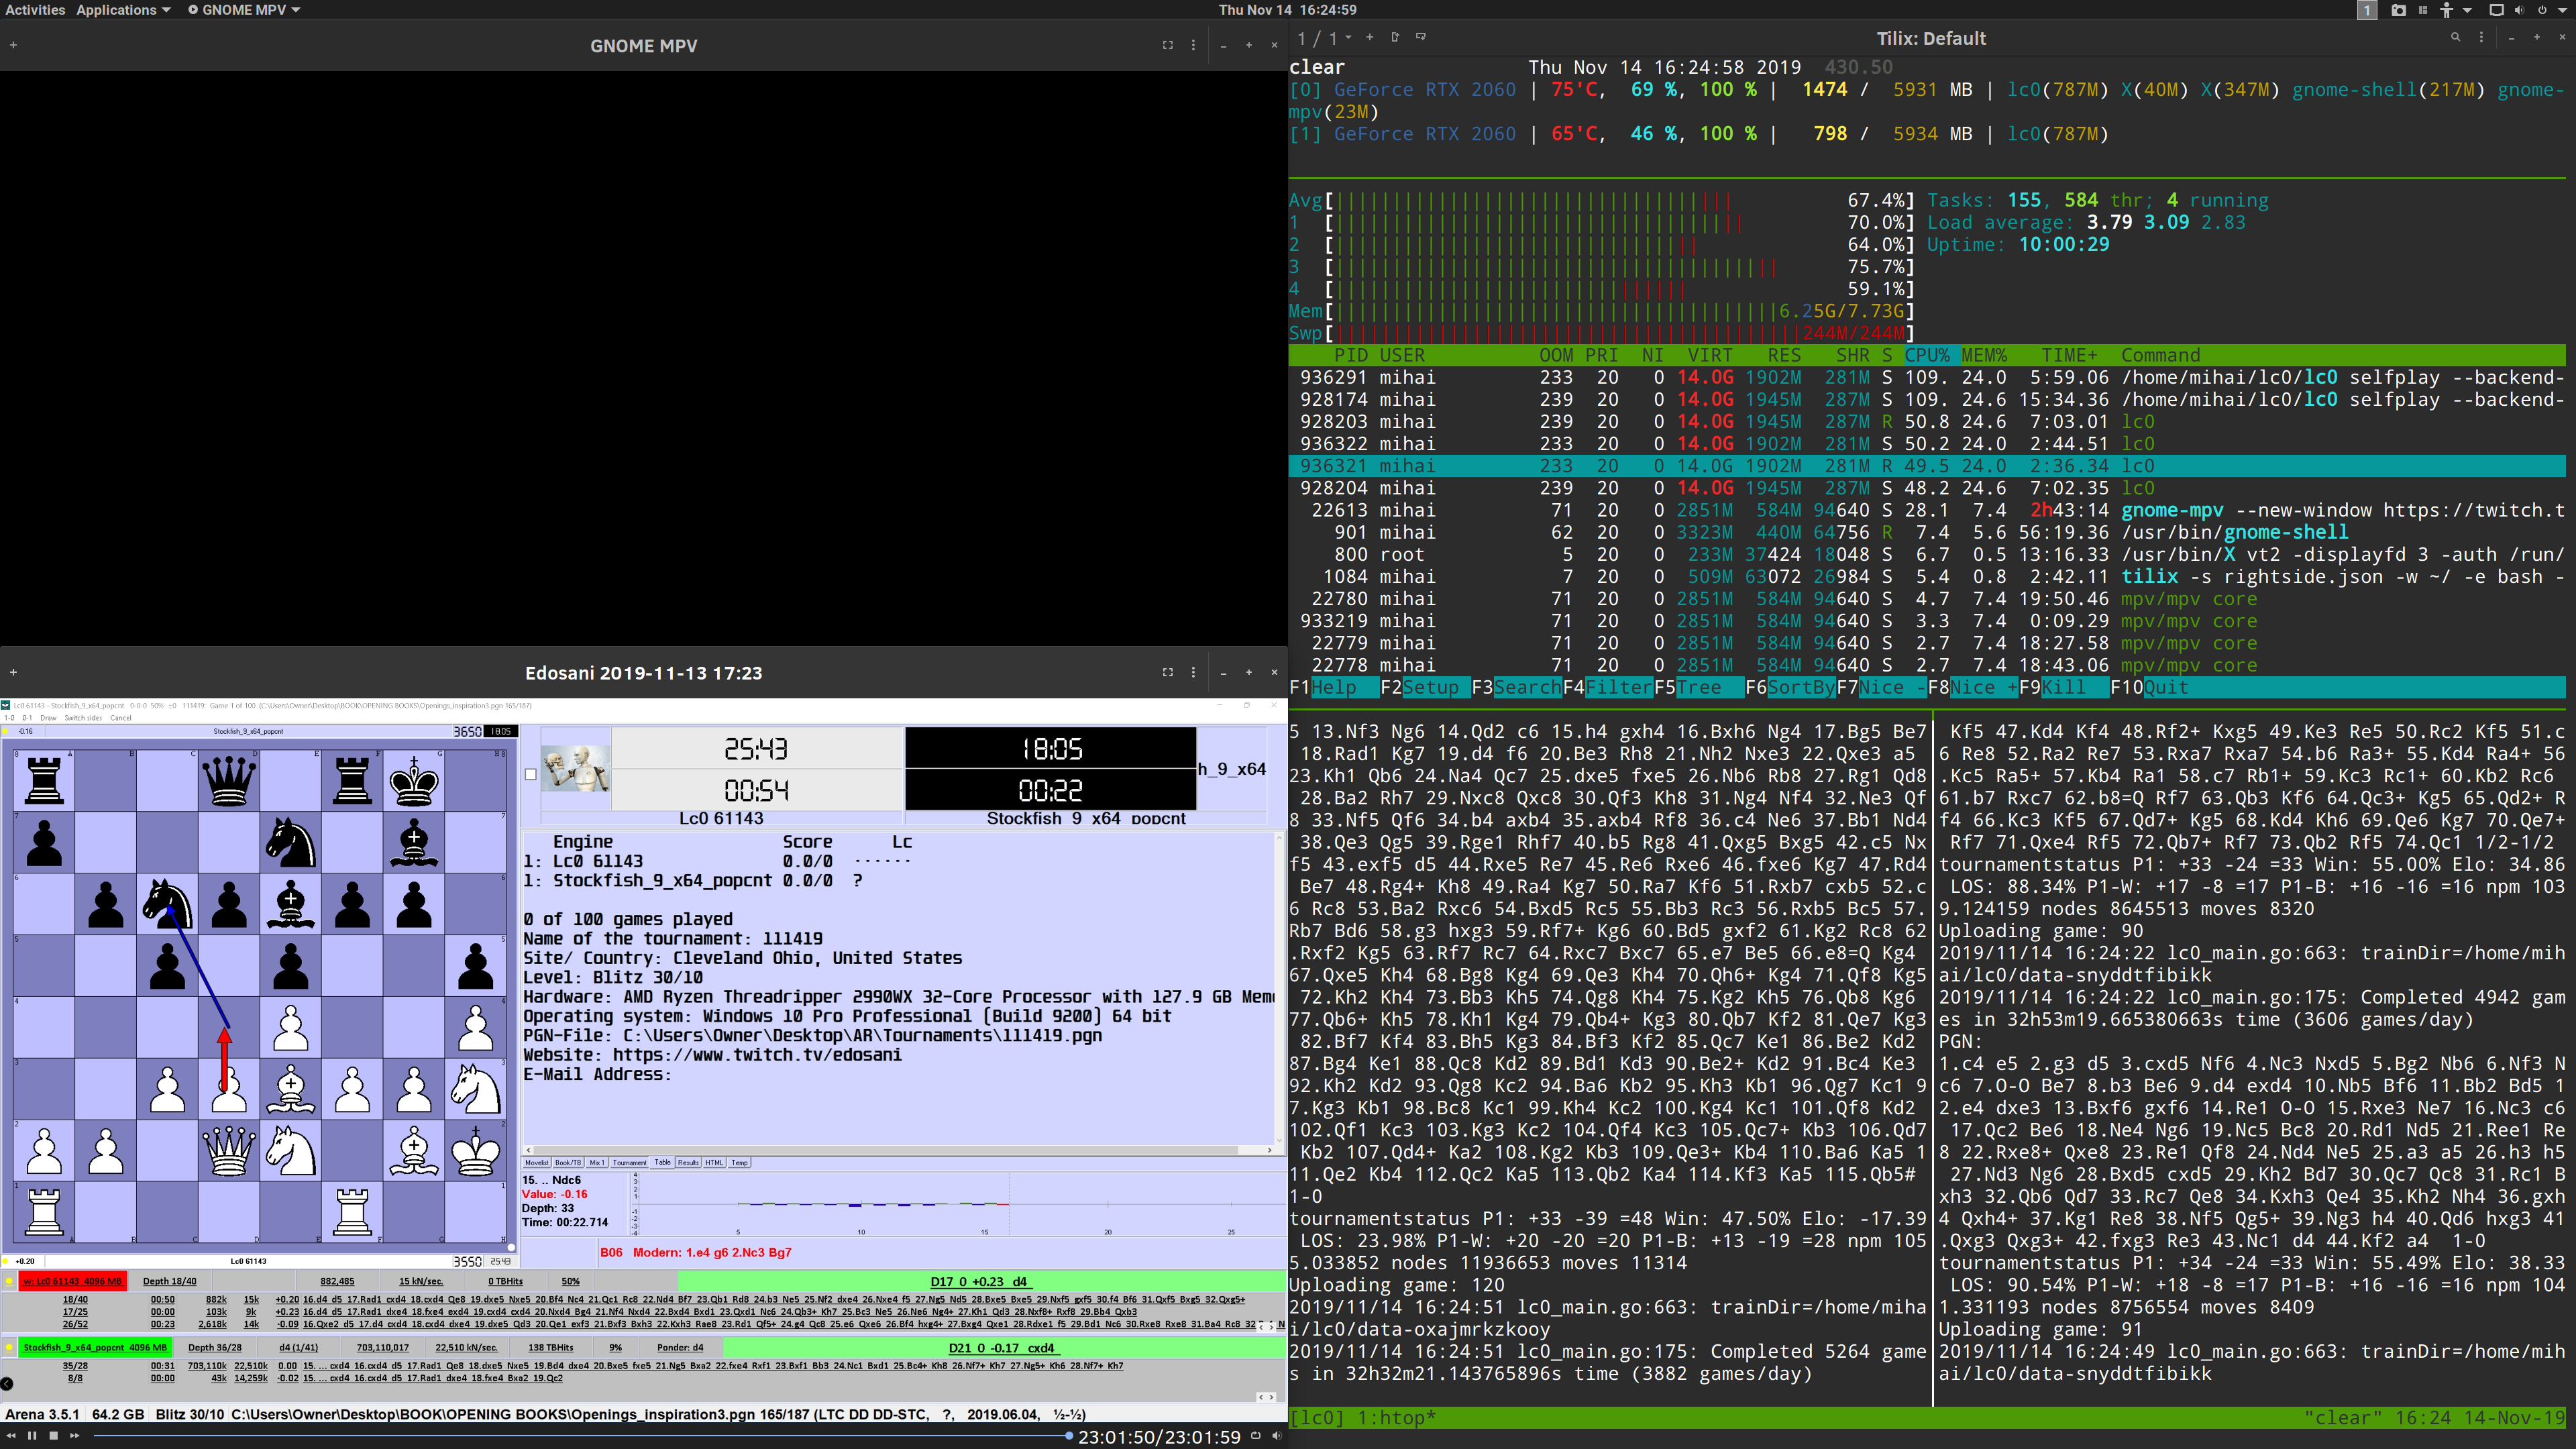 Activities Applications GNOME MPV
Thu Nov 14 16:24:59
1
GNOME MPV
Edosani 2019-11-13 17:23
Lc0 61143 - Stockfish_9_x64_popcnt 0-0-0 50% ±0 111419: Game 1 of 100 (C:\Users\Owner\Desktop\BOOK\OPENING BOOKS\Openings_inspiration3.pgn 165/187)
1-0 0-1 Draw Switch sides Cancel
-0.16 Stockfish_9_x64_popcnt 3650 18:05
+0.20 Lc0 61143 3550 25:43
25:43 18:05
00:54 00:22
h_9_x64
Lc0 61143 Stockfish_9_x64_popcnt
Engine Score Lc
1: Lc0 61143 0.0/0 ······
1: Stockfish_9_x64_popcnt 0.0/0 ?
0 of 100 games played
Name of the tournament: 111419
Site/ Country: Cleveland Ohio, United States
Level: Blitz 30/10
Hardware: AMD Ryzen Threadripper 2990WX 32-Core Processor with 127.9 GB Mem
Operating system: Windows 10 Pro Professional (Build 9200) 64 bit
PGN-File: C:\Users\Owner\Desktop\AR\Tournaments\111419.pgn
Website: https://www.twitch.tv/edosani
E-Mail Address:
Movelist Book/TB Mix 1 Tournament Table Results HTML Temp
15. .. Ndc6
Value: -0.16
Depth: 33
Time: 00:22.714
5 10 15 20 25
B06 Modern: 1.e4 g6 2.Nc3 Bg7
w: Lc0 61143 4096 MB Depth 18/40 882,485 15 kN/sec. 0 TBHits 50% D17 0 +0.23 d4
18/40 00:50 882k 15k +0.20 16.d4 d5 17.Rad1 cxd4 18.cxd4 Qe8 19.dxe5 Nxe5 20.Bf4 Nc4 21.Qc1 Rc8 22.Nd4 Bf7 23.Qb1 Rd8 24.b3 Ne5 25.Nf2 dxe4 26.Nxe4 f5 27.Ng5 Nd5 28.Bxe5 Bxe5 29.Nxf5 gxf5 30.f4 Bf6 31.Qxf5 Bxg5 32.Qxg5+
17/25 00:00 103k 9k +0.23 16.d4 d5 17.Rad1 dxe4 18.fxe4 exd4 19.cxd4 cxd4 20.Nxd4 Bg4 21.Nf4 Nxd4 22.Bxd4 Bxd1 23.Qxd1 Nc6 24.Qb3+ Kh7 25.Bc3 Ne5 26.Ne6 Ng4+ 27.Kh1 Qd3 28.Nxf8+ Rxf8 29.Bb4 Qxb3
26/52 00:23 2,618k 14k -0.09 16.Qxe2 d5 17.d4 cxd4 18.cxd4 dxe4 19.dxe5 Qd3 20.Qe1 exf3 21.Bxf3 Bxh3 22.Kxh3 Rae8 23.Rd1 Qf5+ 24.g4 Qc8 25.e6 Qxe6 26.Bf4 hxg4+ 27.Bxg4 Qxe1 28.Rdxe1 f5 29.Bd1 Nc6 30.Rxe8 Rxe8 31.Ba4 Rc8 32
Stockfish_9_x64_popcnt 4096 MB Depth 36/28 d4 (1/41) 703,110,017 22,510 kN/sec. 138 TBHits 9% Ponder: d4 D21 0 -0.17 cxd4
35/28 00:31 703,110k 22,510k 0.00 15. ... cxd4 16.cxd4 d5 17.Rad1 Qe8 18.dxe5 Nxe5 19.Bd4 dxe4 20.Bxe5 fxe5 21.Ng5 Bxa2 22.fxe4 Rxf1 23.Bxf1 Bb3 24.Nc1 Bxd1 25.Bc4+ Kh8 26.Nf7+ Kh7 27.Ng5+ Kh6 28.Nf7+ Kh7
8/8 00:00 43k 14,259k -0.02 15. ... cxd4 16.cxd4 d5 17.Rad1 dxe4 18.fxe4 Bxa2 19.Qc2
Arena 3.5.1 64.2 GB Blitz 30/10 C:\Users\Owner\Desktop\BOOK\OPENING BOOKS\Openings_inspiration3.pgn 165/187 (LTC DD DD-STC, ?, 2019.06.04, ½-½)
23:01:50/23:01:59
1 / 1 Tilix: Default
clear Thu Nov 14 16:24:58 2019 430.50
[0] GeForce RTX 2060 | 75'C, 69 %, 100 % | 1474 / 5931 MB | lc0(787M) X(40M) X(347M) gnome-shell(217M) gnome-
mpv(23M)
[1] GeForce RTX 2060 | 65'C, 46 %, 100 % | 798 / 5934 MB | lc0(787M)
Avg[ 67.4%] Tasks: 155, 584 thr; 4 running
1 [ 70.0%] Load average: 3.79 3.09 2.83
2 [ 64.0%] Uptime: 10:00:29
3 [ 75.7%]
4 [ 59.1%]
Mem[ 6.25G/7.73G]
Swp[ 244M/244M]
PID USER OOM PRI NI VIRT RES SHR S CPU% MEM% TIME+ Command
936291 mihai 233 20 0 14.0G 1902M 281M S 109. 24.0 5:59.06 /home/mihai/lc0/lc0 selfplay --backend-
928174 mihai 239 20 0 14.0G 1945M 287M S 109. 24.6 15:34.36 /home/mihai/lc0/lc0 selfplay --backend-
928203 mihai 239 20 0 14.0G 1945M 287M R 50.8 24.6 7:03.01 lc0
936322 mihai 233 20 0 14.0G 1902M 281M S 50.2 24.0 2:44.51 lc0
936321 mihai 233 20 0 14.0G 1902M 281M R 49.5 24.0 2:36.34 lc0
928204 mihai 239 20 0 14.0G 1945M 287M S 48.2 24.6 7:02.35 lc0
22613 mihai 71 20 0 2851M 584M 94640 S 28.1 7.4 2h43:14 gnome-mpv --new-window https://twitch.t
901 mihai 62 20 0 3323M 440M 64756 R 7.4 5.6 56:19.36 /usr/bin/gnome-shell
800 root 5 20 0 233M 37424 18048 S 6.7 0.5 13:16.33 /usr/bin/X vt2 -displayfd 3 -auth /run/
1084 mihai 7 20 0 509M 63072 26984 S 5.4 0.8 2:42.11 tilix -s rightside.json -w ~/ -e bash -
22780 mihai 71 20 0 2851M 584M 94640 S 4.7 7.4 19:50.46 mpv/mpv core
933219 mihai 71 20 0 2851M 584M 94640 S 3.3 7.4 0:09.29 mpv/mpv core
22779 mihai 71 20 0 2851M 584M 94640 S 2.7 7.4 18:27.58 mpv/mpv core
22778 mihai 71 20 0 2851M 584M 94640 S 2.7 7.4 18:43.06 mpv/mpv core
F1Help F2Setup F3SearchF4FilterF5Tree F6SortByF7Nice -F8Nice +F9Kill F10Quit
5 13.Nf3 Ng6 14.Qd2 c6 15.h4 gxh4 16.Bxh6 Ng4 17.Bg5 Be7
18.Rad1 Kg7 19.d4 f6 20.Be3 Rh8 21.Nh2 Nxe3 22.Qxe3 a5
23.Kh1 Qb6 24.Na4 Qc7 25.dxe5 fxe5 26.Nb6 Rb8 27.Rg1 Qd8
28.Ba2 Rh7 29.Nxc8 Qxc8 30.Qf3 Kh8 31.Ng4 Nf4 32.Ne3 Qf
8 33.Nf5 Qf6 34.b4 axb4 35.axb4 Rf8 36.c4 Ne6 37.Bb1 Nd4
38.Qe3 Qg5 39.Rge1 Rhf7 40.b5 Rg8 41.Qxg5 Bxg5 42.c5 Nx
f5 43.exf5 d5 44.Rxe5 Re7 45.Re6 Rxe6 46.fxe6 Kg7 47.Rd4
Be7 48.Rg4+ Kh8 49.Ra4 Kg7 50.Ra7 Kf6 51.Rxb7 cxb5 52.c
6 Rc8 53.Ba2 Rxc6 54.Bxd5 Rc5 55.Bb3 Rc3 56.Rxb5 Bc5 57.
Rb7 Bd6 58.g3 hxg3 59.Rf7+ Kg6 60.Bd5 gxf2 61.Kg2 Rc8 62
.Rxf2 Kg5 63.Rf7 Rc7 64.Rxc7 Bxc7 65.e7 Be5 66.e8=Q Kg4
67.Qxe5 Kh4 68.Bg8 Kg4 69.Qe3 Kh4 70.Qh6+ Kg4 71.Qf8 Kg5
72.Kh2 Kh4 73.Bb3 Kh5 74.Qg8 Kh4 75.Kg2 Kh5 76.Qb8 Kg6
77.Qb6+ Kh5 78.Kh1 Kg4 79.Qb4+ Kg3 80.Qb7 Kf2 81.Qe7 Kg3
82.Bf7 Kf4 83.Bh5 Kg3 84.Bf3 Kf2 85.Qc7 Ke1 86.Be2 Kd2
87.Bg4 Ke1 88.Qc8 Kd2 89.Bd1 Kd3 90.Be2+ Kd2 91.Bc4 Ke3
92.Kh2 Kd2 93.Qg8 Kc2 94.Ba6 Kb2 95.Kh3 Kb1 96.Qg7 Kc1 9
7.Kg3 Kb1 98.Bc8 Kc1 99.Kh4 Kc2 100.Kg4 Kc1 101.Qf8 Kd2
102.Qf1 Kc3 103.Kg3 Kc2 104.Qf4 Kc3 105.Qc7+ Kb3 106.Qd7
Kb2 107.Qd4+ Ka2 108.Kg2 Kb3 109.Qe3+ Kb4 110.Ba6 Ka5 1
11.Qe2 Kb4 112.Qc2 Ka5 113.Qb2 Ka4 114.Kf3 Ka5 115.Qb5#
1-0
tournamentstatus P1: +33 -39 =48 Win: 47.50% Elo: -17.39
LOS: 23.98% P1-W: +20 -20 =20 P1-B: +13 -19 =28 npm 105
5.033852 nodes 11936653 moves 11314
Uploading game: 120
2019/11/14 16:24:51 lc0_main.go:663: trainDir=/home/miha
i/lc0/data-oxajmrkzkooy
2019/11/14 16:24:51 lc0_main.go:175: Completed 5264 game
s in 32h32m21.143765896s time (3882 games/day)
Kf5 47.Kd4 Kf4 48.Rf2+ Kxg5 49.Ke3 Re5 50.Rc2 Kf5 51.c
6 Re8 52.Ra2 Re7 53.Rxa7 Rxa7 54.b6 Ra3+ 55.Kd4 Ra4+ 56
.Kc5 Ra5+ 57.Kb4 Ra1 58.c7 Rb1+ 59.Kc3 Rc1+ 60.Kb2 Rc6
61.b7 Rxc7 62.b8=Q Rf7 63.Qb3 Kf6 64.Qc3+ Kg5 65.Qd2+ R
f4 66.Kc3 Kf5 67.Qd7+ Kg5 68.Kd4 Kh6 69.Qe6 Kg7 70.Qe7+
Rf7 71.Qxe4 Rf5 72.Qb7+ Rf7 73.Qb2 Rf5 74.Qc1 1/2-1/2
tournamentstatus P1: +33 -24 =33 Win: 55.00% Elo: 34.86
LOS: 88.34% P1-W: +17 -8 =17 P1-B: +16 -16 =16 npm 103
9.124159 nodes 8645513 moves 8320
Uploading game: 90
2019/11/14 16:24:22 lc0_main.go:663: trainDir=/home/mih
ai/lc0/data-snyddtfibikk
2019/11/14 16:24:22 lc0_main.go:175: Completed 4942 gam
es in 32h53m19.665380663s time (3606 games/day)
PGN:
1.c4 e5 2.g3 d5 3.cxd5 Nf6 4.Nc3 Nxd5 5.Bg2 Nb6 6.Nf3 N
c6 7.O-O Be7 8.b3 Be6 9.d4 exd4 10.Nb5 Bf6 11.Bb2 Bd5 1
2.e4 dxe3 13.Bxf6 gxf6 14.Re1 O-O 15.Rxe3 Ne7 16.Nc3 c6
17.Qc2 Be6 18.Ne4 Ng6 19.Nc5 Bc8 20.Rd1 Nd5 21.Ree1 Re
8 22.Rxe8+ Qxe8 23.Re1 Qf8 24.Nd4 Ne5 25.a3 a5 26.h3 h5
27.Nd3 Ng6 28.Bxd5 cxd5 29.Kh2 Bd7 30.Qc7 Qc8 31.Rc1 B
xh3 32.Qb6 Qd7 33.Rc7 Qe8 34.Kxh3 Qe4 35.Kh2 Nh4 36.gxh
4 Qxh4+ 37.Kg1 Re8 38.Nf5 Qg5+ 39.Ng3 h4 40.Qd6 hxg3 41
.Qxg3 Qxg3+ 42.fxg3 Re3 43.Nc1 d4 44.Kf2 a4 1-0
tournamentstatus P1: +34 -24 =33 Win: 55.49% Elo: 38.33
LOS: 90.54% P1-W: +18 -8 =17 P1-B: +16 -16 =16 npm 104
1.331193 nodes 8756554 moves 8409
Uploading game: 91
2019/11/14 16:24:49 lc0_main.go:663: trainDir=/home/mih
ai/lc0/data-snyddtfibikk
[lc0] 1:htop* "clear" 16:24 14-Nov-19